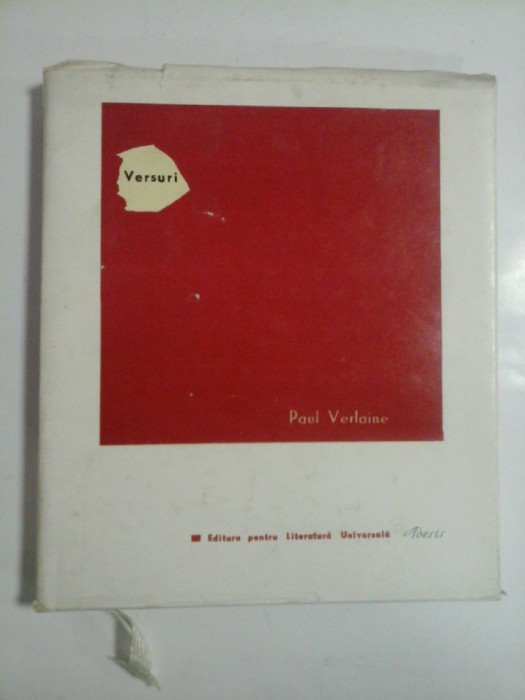 Versuri
Paul Verlaine
Editura pentru Literatură Universală Poesis